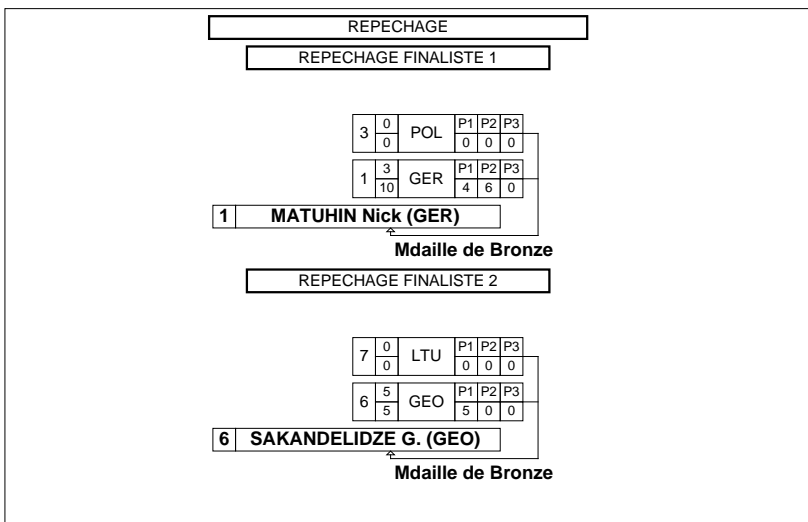 REPECHAGE
REPECHAGE FINALISTE 1
3 0 POL P1 P2 P3
0 0 0 0
1 3 GER P1 P2 P3
10 4 6 0
1 MATUHIN Nick (GER)
Mdaille de Bronze
REPECHAGE FINALISTE 2
7 0 LTU P1 P2 P3
0 0 0 0
6 5 GEO P1 P2 P3
5 5 0 0
6 SAKANDELIDZE G. (GEO)
Mdaille de Bronze